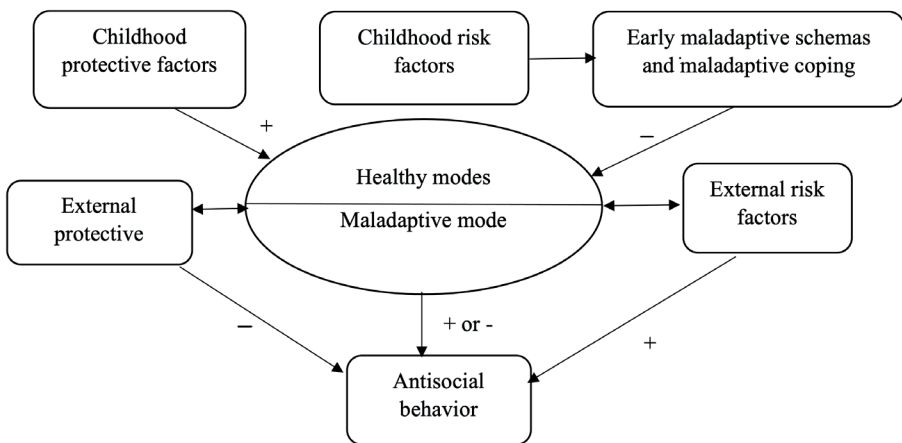 Childhood
protective factors
Childhood risk
factors
Early maladaptive schemas
and maladaptive coping
+
–
Healthy modes
Maladaptive mode
External
protective
External risk
factors
–
+ or -
+
Antisocial
behavior